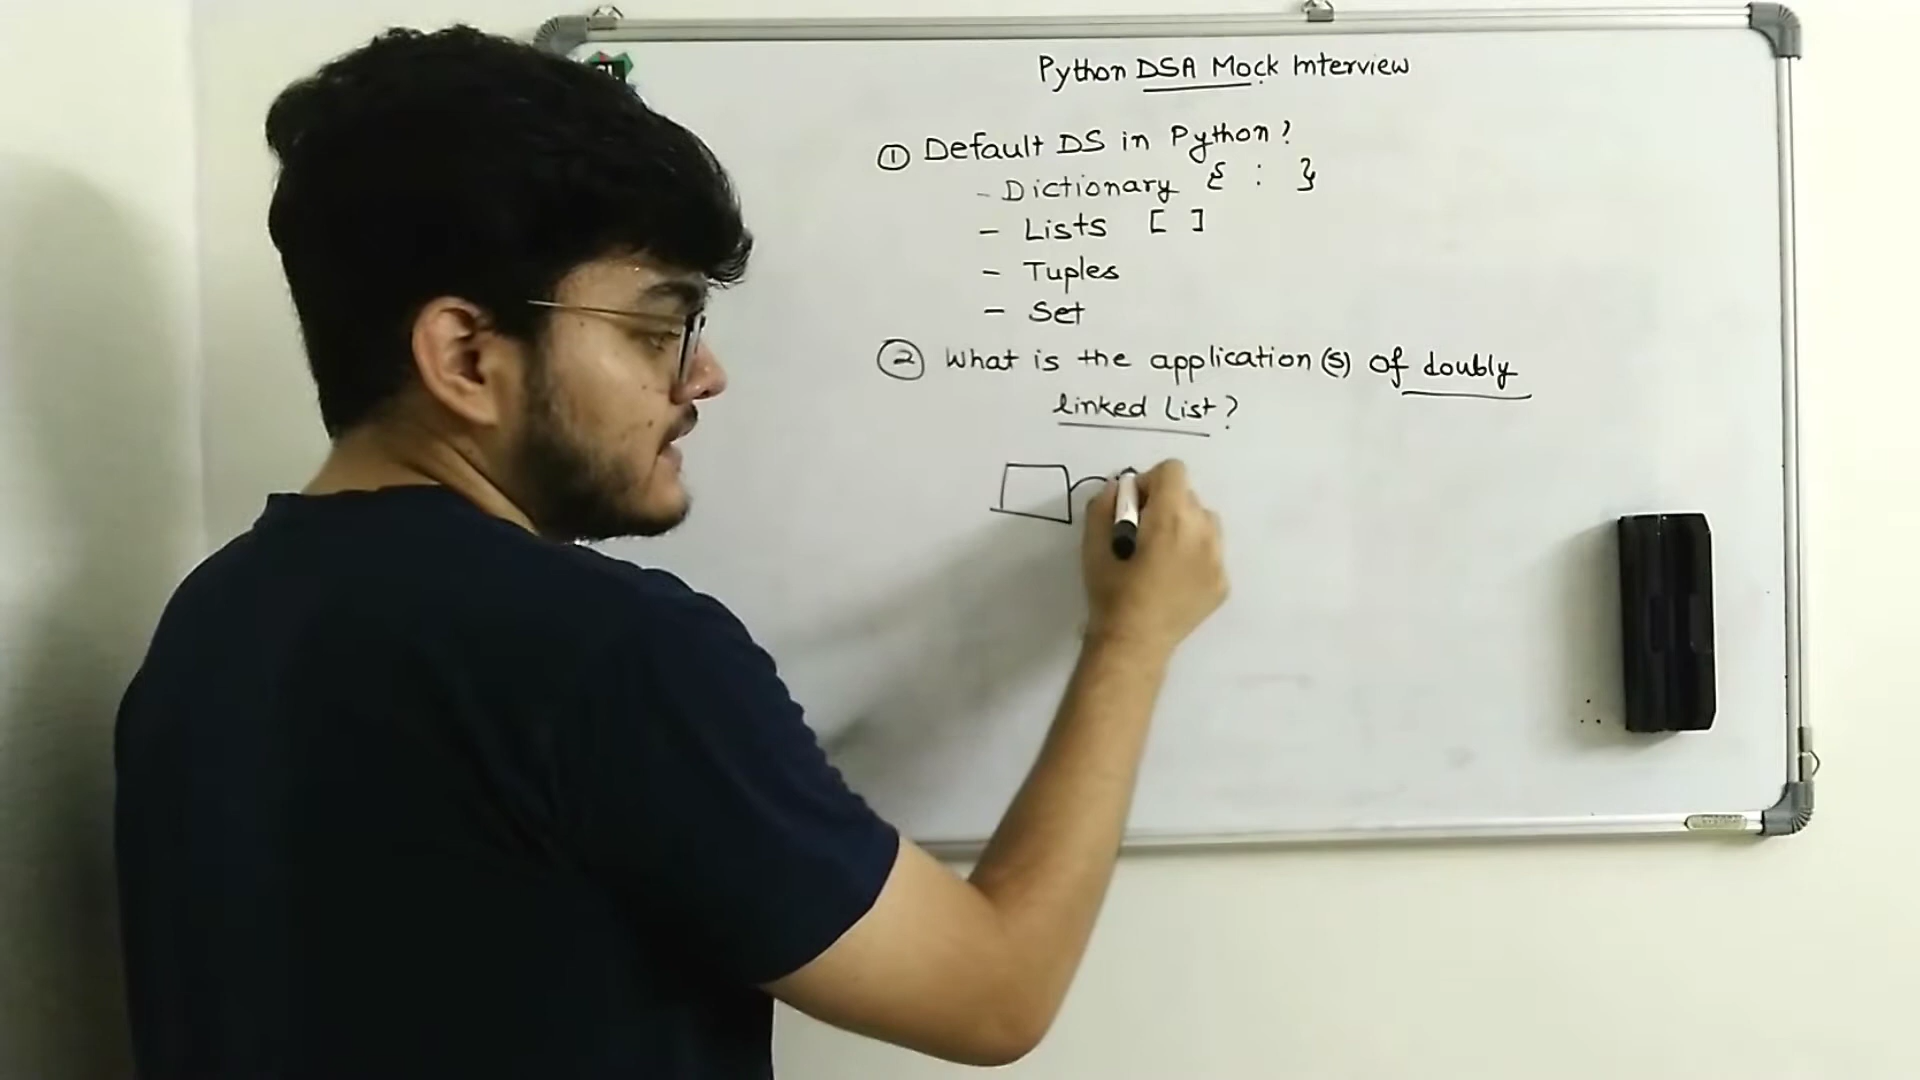 Python DSA Mock Interview
① Default DS in Python?
- Dictionary { : }
- Lists [ ]
- Tuples
- Set
② What is the application(s) of doubly
linked list?